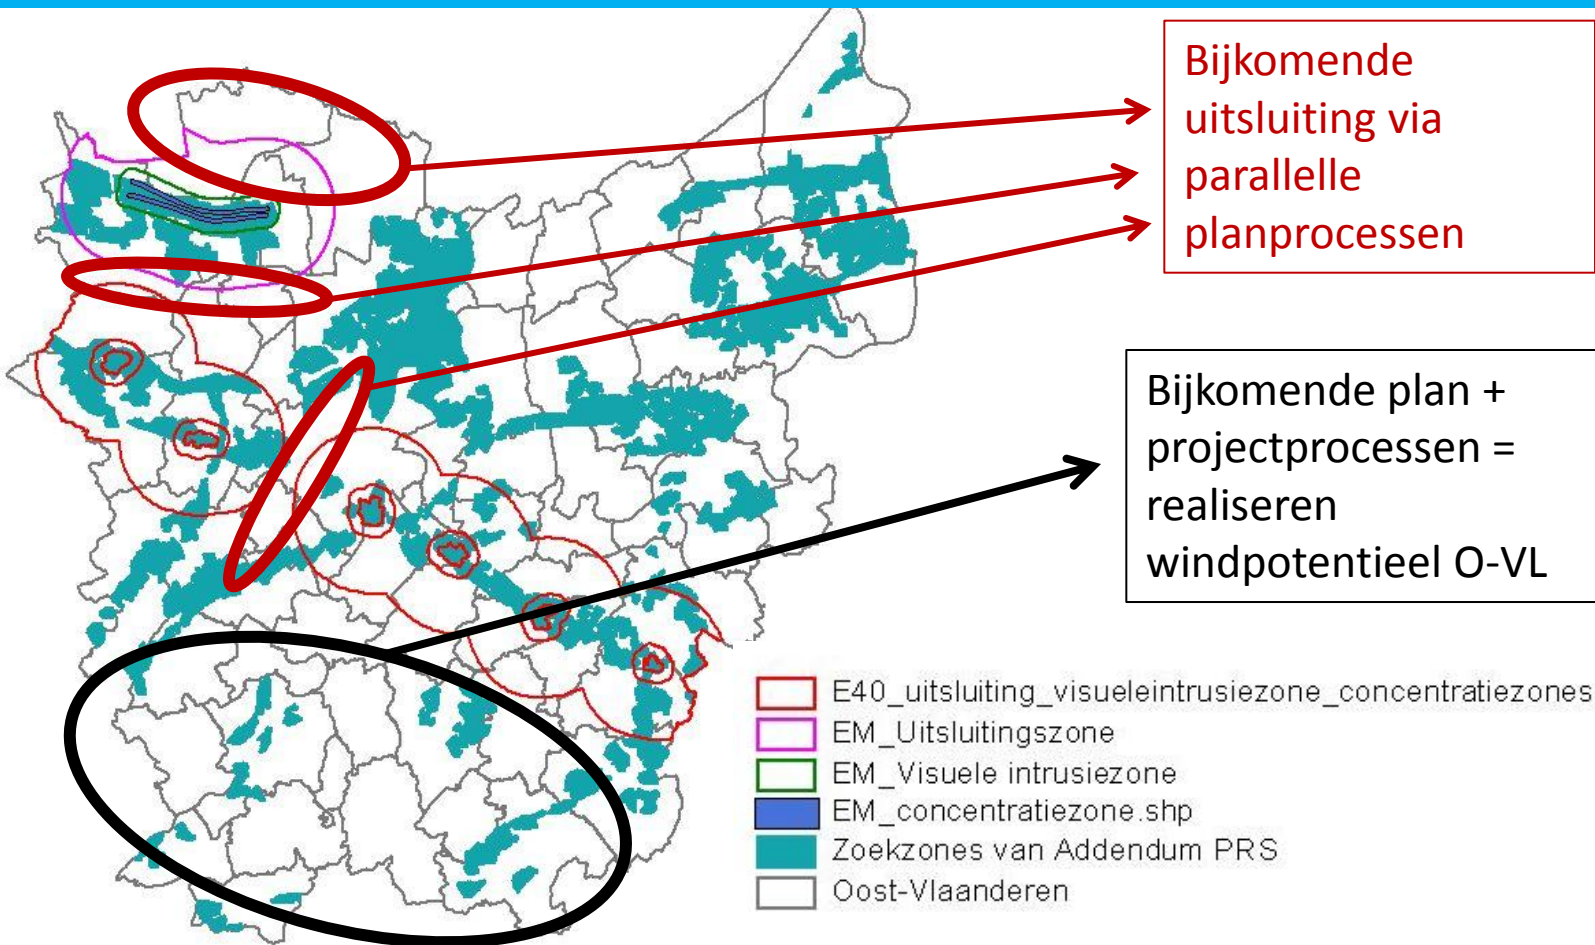 Bijkomende
uitsluiting via
parallelle
planprocessen
Bijkomende plan +
projectprocessen =
realiseren
windpotentieel O-VL
E40_uitsluiting_visueleintrusiezone_concentratiezones
EM_Uitsluitingszone
EM_Visuele intrusiezone
EM_concentratiezone.shp
Zoekzones van Addendum PRS
Oost-Vlaanderen